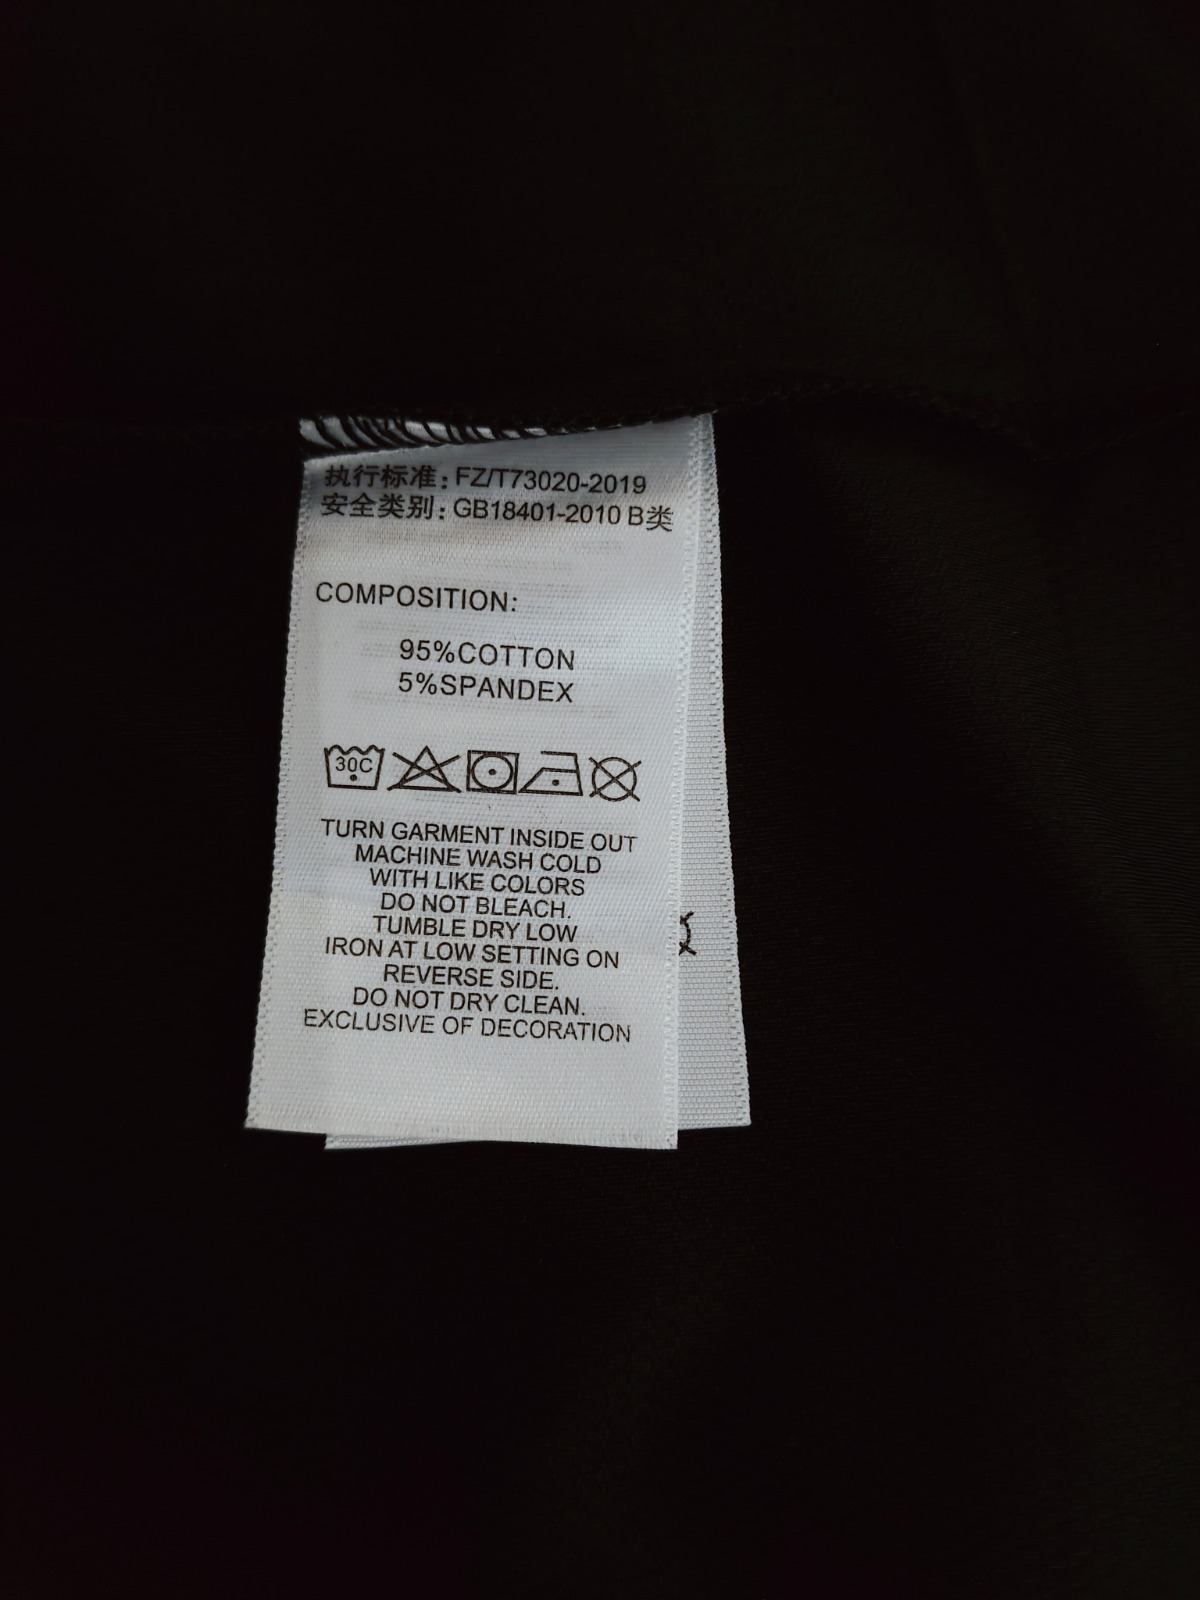 执行标准: FZ/T73020-2019
安全类别: GB18401-2010 B类
COMPOSITION:
95%COTTON
5%SPANDEX
30C
TURN GARMENT INSIDE OUT
MACHINE WASH COLD
WITH LIKE COLORS
DO NOT BLEACH.
TUMBLE DRY LOW
IRON AT LOW SETTING ON
REVERSE SIDE.
DO NOT DRY CLEAN.
EXCLUSIVE OF DECORATION